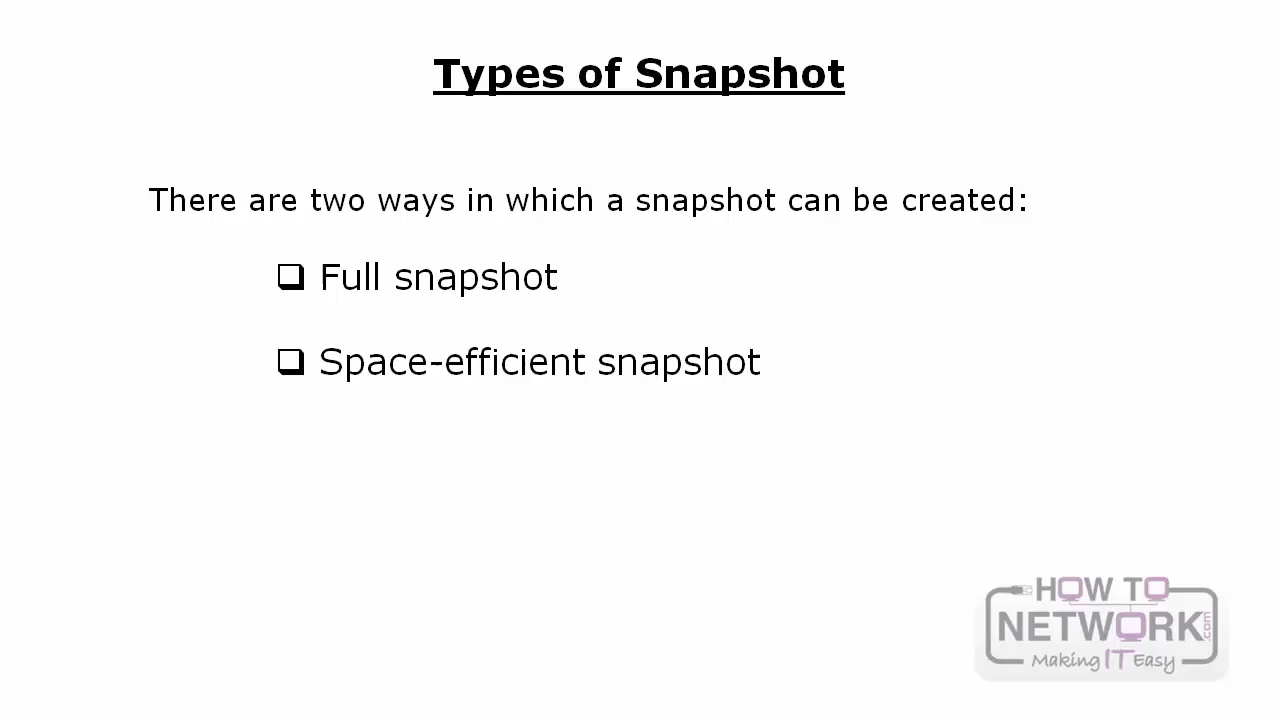 Types of Snapshot
There are two ways in which a snapshot can be created:
❑ Full snapshot
❑ Space-efficient snapshot
HOW TO
NETWORK.com
Making IT Easy